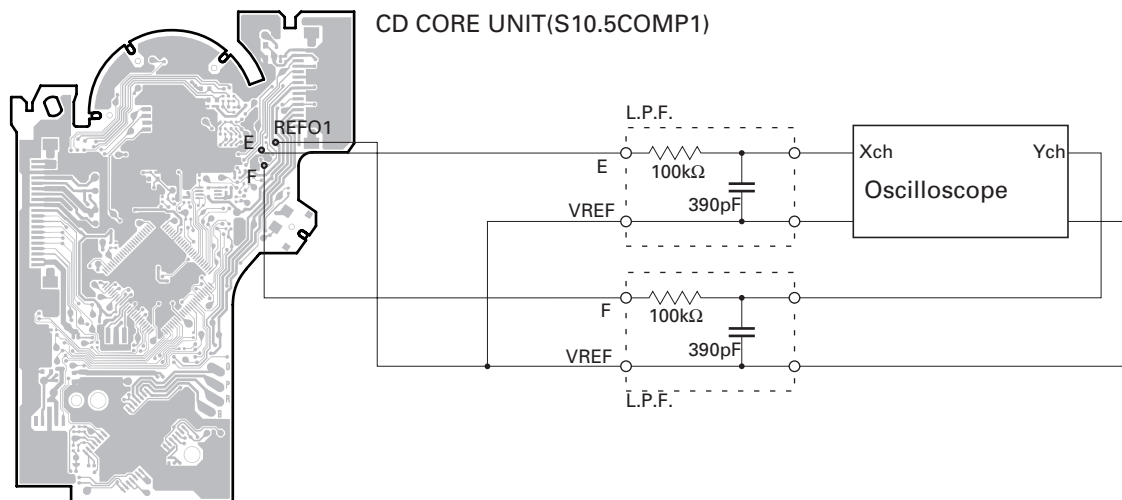 CD CORE UNIT(S10.5COMP1)
REFO1
E
F
L.P.F.
E
100kΩ
390pF
VREF
Xch
Ych
Oscilloscope
F
100kΩ
390pF
VREF
L.P.F.